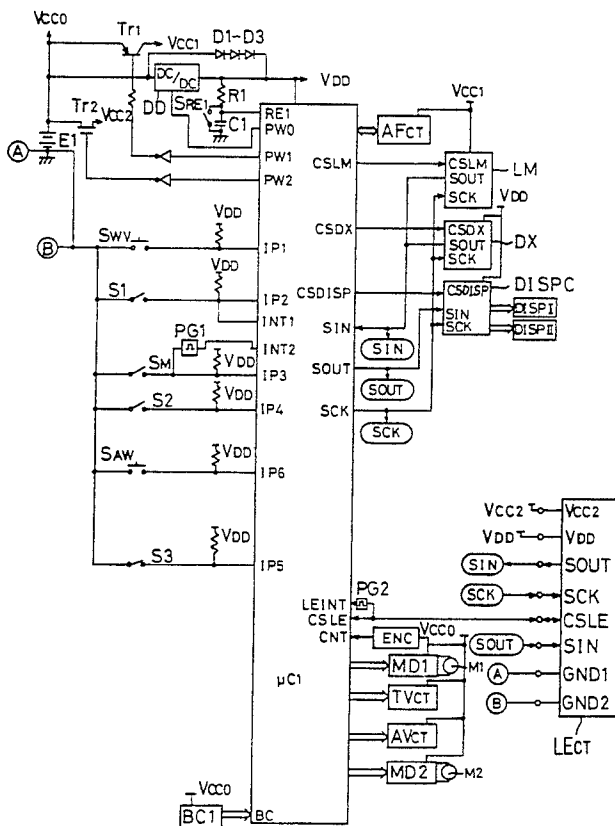 VCC0
Tr1
VCC1
D1~D3
DC/DC
DD
VDD
SRE1
R1
C1
RE1
PW0
Tr2
VCC2
E1
A
PW1
PW2
B
SWV
VDD
IP1
S1
VDD
IP2
INT1
PG1
INT2
SM
VDD
IP3
S2
VDD
IP4
SAW
VDD
IP6
S3
VDD
IP5
μC1
VCC0
BC1
BC
AFCT
VCC1
CSLM
CSLM
SOUT
SCK
LM
VDD
CSDX
CSDX
SOUT
SCK
DX
CSDISP
CSDISP
SIN
SCK
DISPC
DISPI
DISPII
SIN
SIN
SOUT
SOUT
SCK
SCK
VCC2
VCC2
VDD
VDD
SIN
SOUT
SCK
SCK
CSLE
SOUT
SIN
A
GND1
B
GND2
LECT
PG2
LEINT
CSLE
CNT
ENC
VCC0
MD1
M1
TVCT
AVCT
MD2
M2